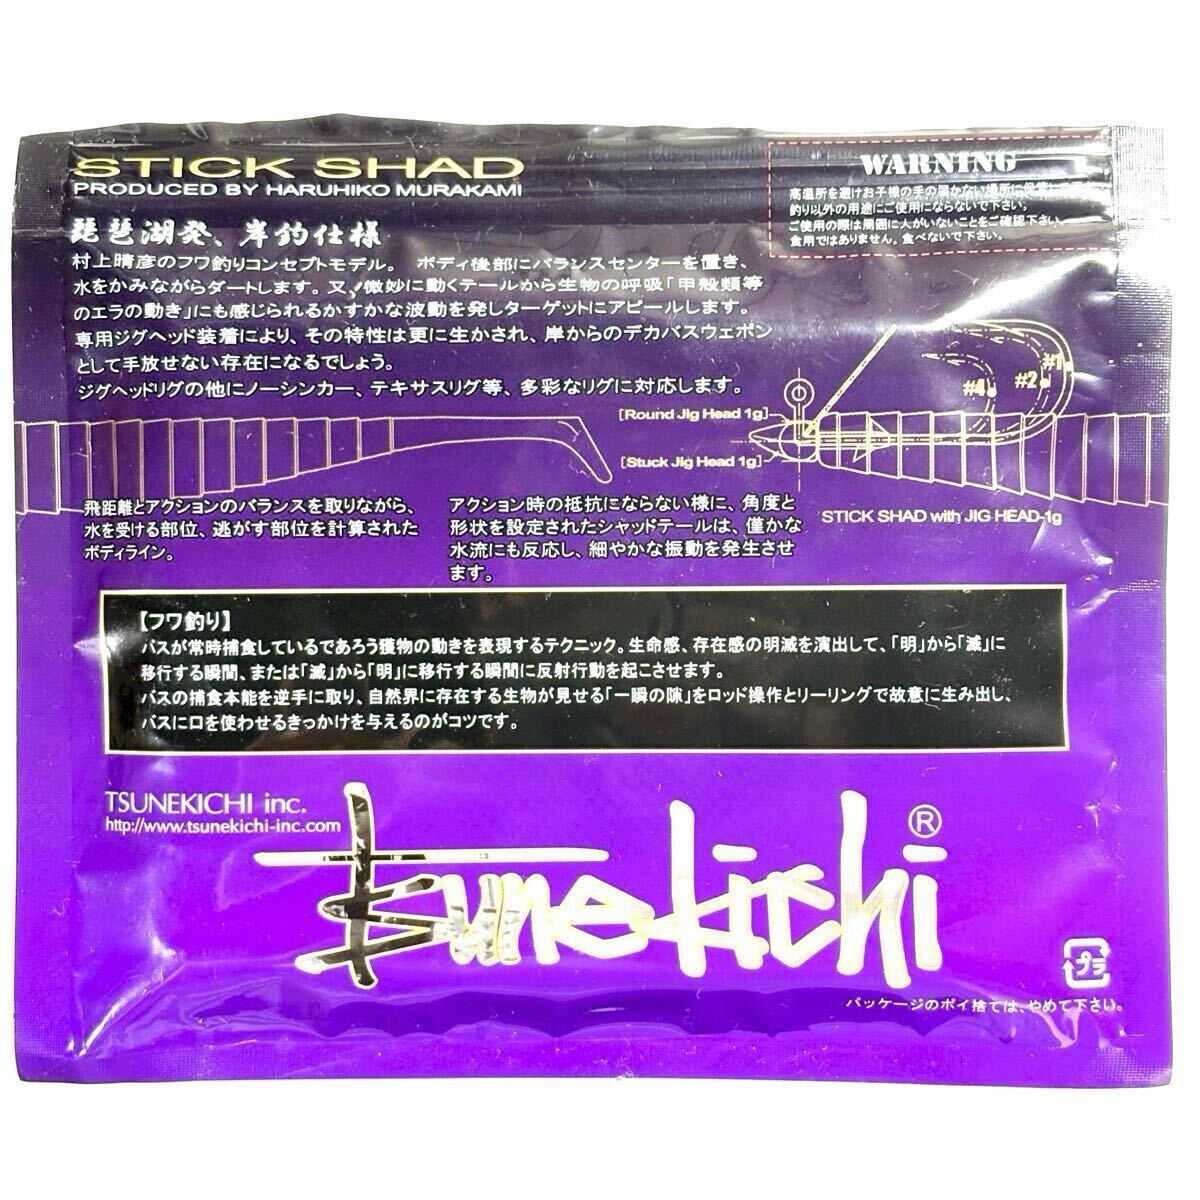 STICK SHAD
PRODUCED BY HARUHIKO MURAKAMI
琵琶湖発、岸釣仕様
村上晴彦のフワ釣りコンセプトモデル。 ボディ後部にバランスセンターを置き、
水をかみながらダートします。又、微妙に動くテールから生物の呼吸「甲殻類等
のエラの動き」にも感じられるかすかな波動を発しターゲットにアピールします。
専用ジグヘッド装着により、その特性は更に生かされ、岸からのデカバスウェポン
として手放せない存在になるでしょう。
ジグヘッドリグの他にノーシンカー、テキサスリグ等、多彩なリグに対応します。
WARNING
高温所を避けお子様の手の届かない場所に保管して下
釣り以外の用途にご使用にならないで下さい。
ご使用の際は周囲に人がいないことをご確認下さい。
食用ではありません。食べないで下さい。
#4 #2 #1
[Round Jig Head 1g]
[Stuck Jig Head 1g]
STICK SHAD with JIG HEAD-1g
飛距離とアクションのバランスを取りながら、
水を受ける部位、逃がす部位を計算された
ボディライン。
アクション時の抵抗にならない様に、角度と
形状を設定されたシャッドテールは、僅かな
水流にも反応し、細やかな振動を発生させ
ます。
【フワ釣り】
バスが常時捕食しているであろう獲物の動きを表現するテクニック。生命感、存在感の明滅を演出して、「明」から「滅」に
移行する瞬間、または「滅」から「明」に移行する瞬間に反射行動を起こさせます。
バスの捕食本能を逆手に取り、自然界に存在する生物が見せる「一瞬の隙」をロッド操作とリーリングで故意に生み出し、
バスに口を使わせるきっかけを与えるのがコツです。
TSUNEKICHI inc.
http://www.tsunekichi-inc.com
tsunekichi®
プラ
パッケージのポイ捨ては、やめて下さい。